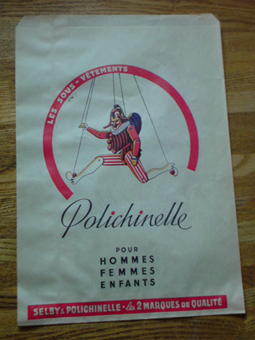 LES SOUS-VÊTEMENTS
Polichinelle
POUR
HOMMES
FEMMES
ENFANTS
SELBY & POLICHINELLE - les 2 MARQUES DE QUALITÉ